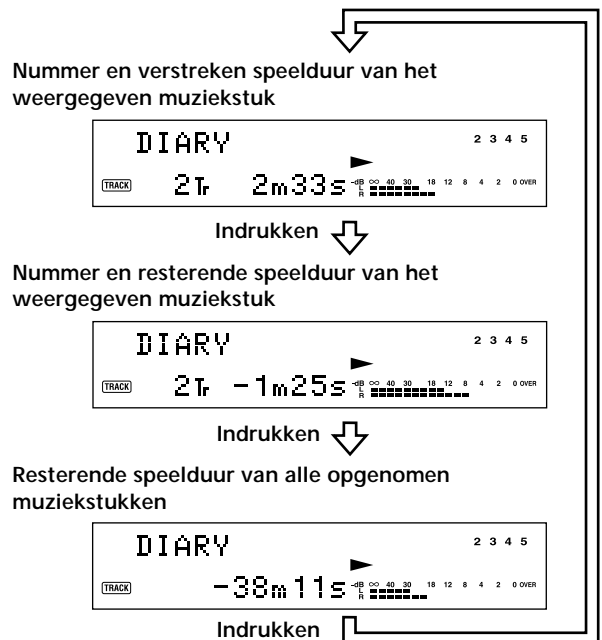 Nummer en verstreken speelduur van het
weergegeven muziekstuk
DIARY
2 3 4 5
TRACK 2Tr 2m33s -dB ∞ 40 30 18 12 8 4 2 0 OVER
L
R
Indrukken
Nummer en resterende speelduur van het
weergegeven muziekstuk
DIARY
2 3 4 5
TRACK 2Tr -1m25s -dB ∞ 40 30 18 12 8 4 2 0 OVER
L
R
Indrukken
Resterende speelduur van alle opgenomen
muziekstukken
DIARY
2 3 4 5
TRACK -38m11s -dB ∞ 40 30 18 12 8 4 2 0 OVER
L
R
Indrukken